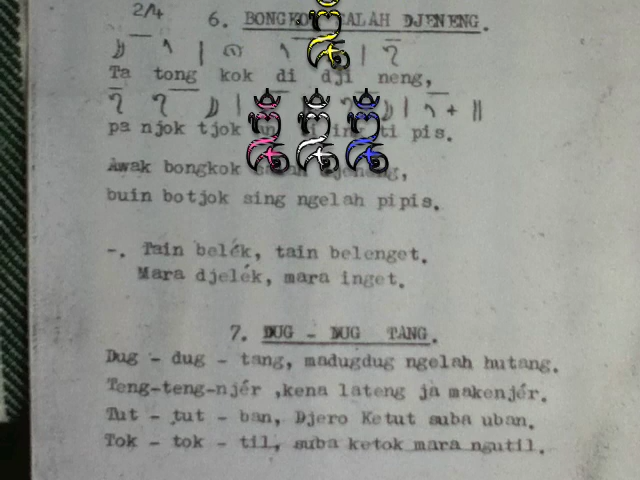 2/4
6. BONGKO ALAH DJENENG.
Ta tong kok di dji neng,
pa njok tjok in ti pis.
Awak bongkok
buin botjok sing ngelah pipis.
-. Tain belék, tain belenget.
Mara djelék, mara inget.
7. DUG - DUG TANG.
Dug - dug - tang, madugdug ngelah hutang.
Teng-teng-njér ,kena lateng ja makenjér.
Tut - tut - ban, Djero Ketut suba uban.
Tok - tok - til, suba ketok mara ngutil.